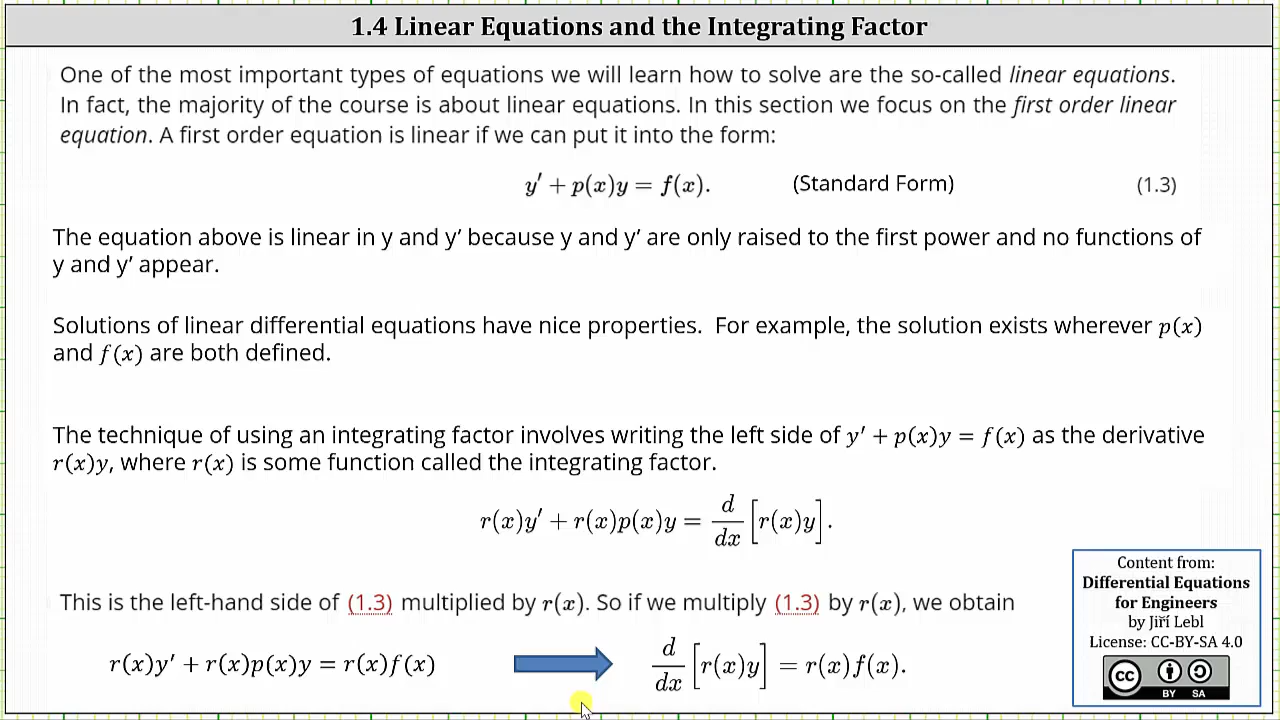 1.4 Linear Equations and the Integrating Factor
One of the most important types of equations we will learn how to solve are the so-called linear equations.
In fact, the majority of the course is about linear equations. In this section we focus on the first order linear
equation. A first order equation is linear if we can put it into the form:
y′ + p(x)y = f(x). (Standard Form) (1.3)
The equation above is linear in y and y’ because y and y’ are only raised to the first power and no functions of
y and y’ appear.
Solutions of linear differential equations have nice properties. For example, the solution exists wherever p(x)
and f(x) are both defined.
The technique of using an integrating factor involves writing the left side of y′ + p(x)y = f(x) as the derivative
r(x)y, where r(x) is some function called the integrating factor.
r(x)y′ + r(x)p(x)y = d/dx [r(x)y].
This is the left-hand side of (1.3) multiplied by r(x). So if we multiply (1.3) by r(x), we obtain
r(x)y′ + r(x)p(x)y = r(x)f(x) d/dx [r(x)y] = r(x)f(x).
Content from:
Differential Equations
for Engineers
by Jiří Lebl
License: CC-BY-SA 4.0
CC BY SA